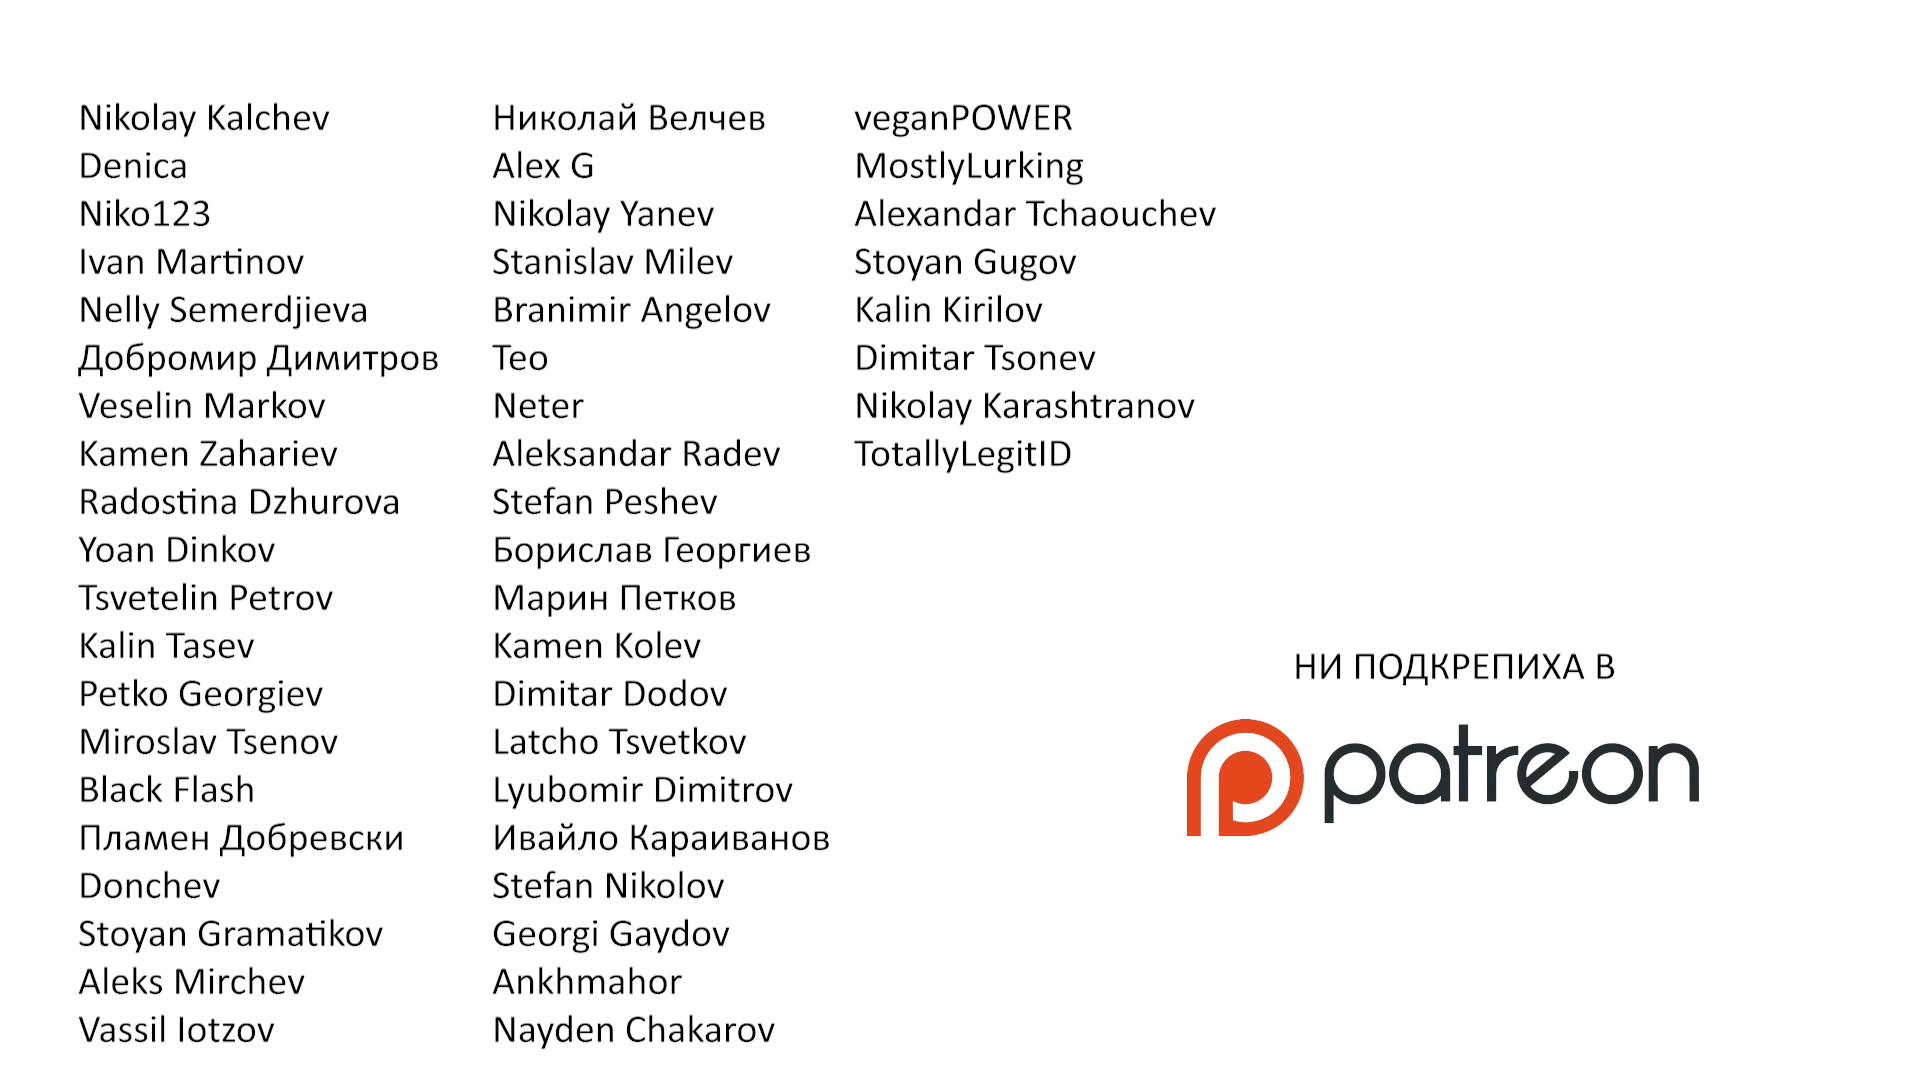 Nikolay Kalchev
Denica
Niko123
Ivan Martinov
Nelly Semerdjieva
Добромир Димитров
Veselin Markov
Kamen Zahariev
Radostina Dzhurova
Yoan Dinkov
Tsvetelin Petrov
Kalin Tasev
Petko Georgiev
Miroslav Tsenov
Black Flash
Пламен Добревски
Donchev
Stoyan Gramatikov
Aleks Mirchev
Vassil Iotzov
Николай Велчев
Alex G
Nikolay Yanev
Stanislav Milev
Branimir Angelov
Teo
Neter
Aleksandar Radev
Stefan Peshev
Борислав Георгиев
Марин Петков
Kamen Kolev
Dimitar Dodov
Latcho Tsvetkov
Lyubomir Dimitrov
Ивайло Караиванов
Stefan Nikolov
Georgi Gaydov
Ankhmahor
Nayden Chakarov
veganPOWER
MostlyLurking
Alexandar Tchaouchev
Stoyan Gugov
Kalin Kirilov
Dimitar Tsonev
Nikolay Karashtranov
TotallyLegitID
НИ ПОДКРЕПИХА В
patreon